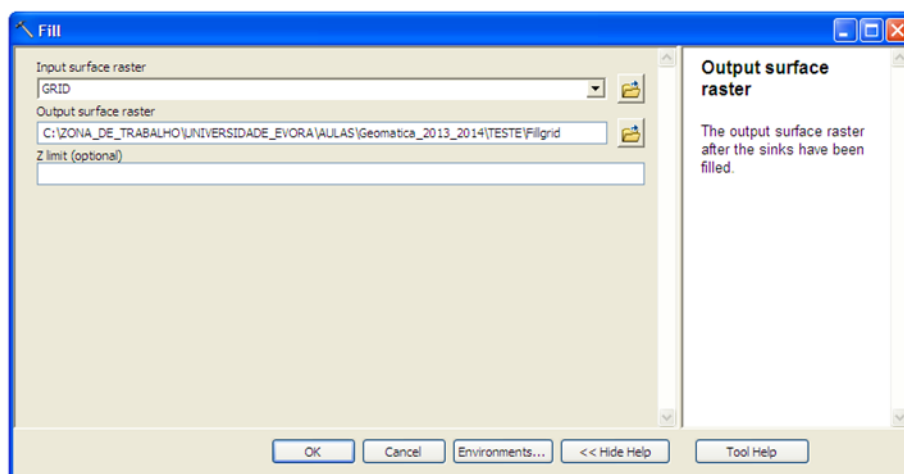 Fill
Input surface raster
GRID
Output surface raster
C:\ZONA_DE_TRABALHO\UNIVERSIDADE_EVORA\AULAS\Geomatica_2013_2014\TESTE\Fillgrid
Z limit (optional)
Output surface
raster
The output surface raster
after the sinks have been
filled.
OK
Cancel
Environments...
<< Hide Help
Tool Help